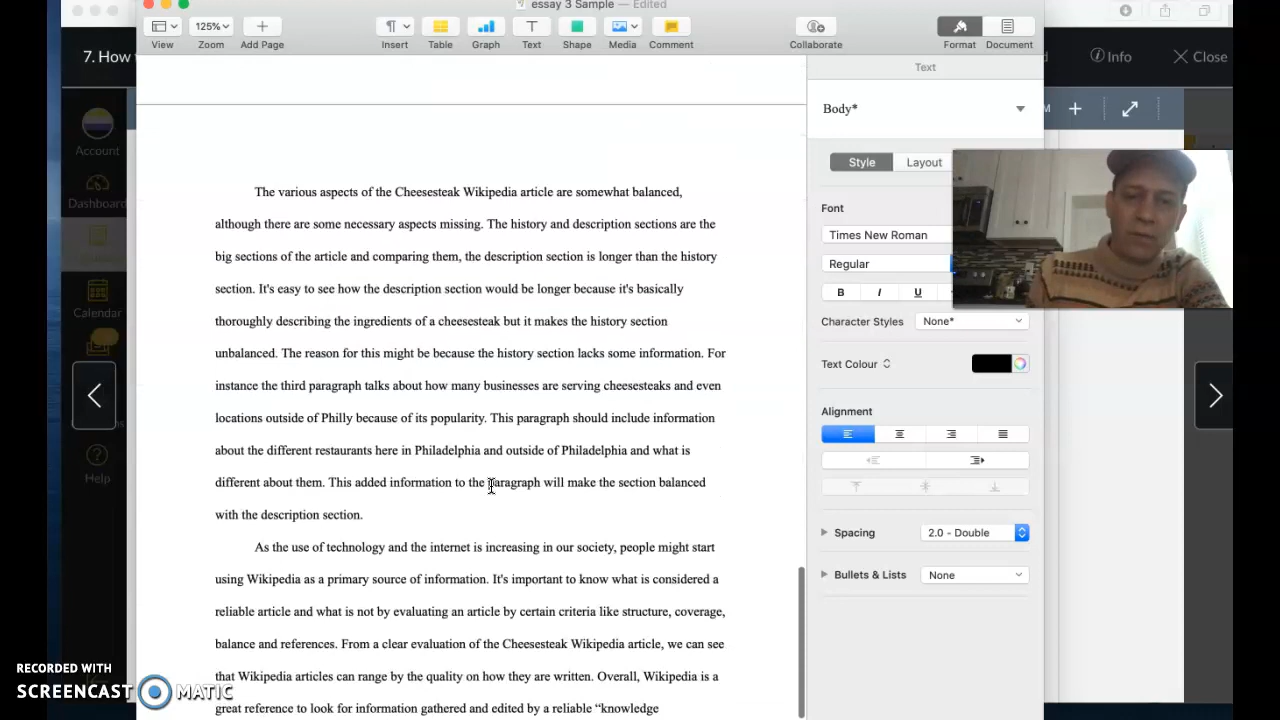 essay 3 Sample — Edited
View
125%
Zoom
Add Page
Insert
Table
Graph
Text
Shape
Media
Comment
Collaborate
Format
Document
7. How
Info
Close
Text
Account
Dashboard
Calendar
Help
M
Body*
Style
Layout
Font
Times New Roman
Regular
B I U
Character Styles
None*
Text Colour
Alignment
Spacing
2.0 - Double
Bullets & Lists
None
The various aspects of the Cheesesteak Wikipedia article are somewhat balanced,
although there are some necessary aspects missing. The history and description sections are the
big sections of the article and comparing them, the description section is longer than the history
section. It's easy to see how the description section would be longer because it's basically
thoroughly describing the ingredients of a cheesesteak but it makes the history section
unbalanced. The reason for this might be because the history section lacks some information. For
instance the third paragraph talks about how many businesses are serving cheesesteaks and even
locations outside of Philly because of its popularity. This paragraph should include information
about the different restaurants here in Philadelphia and outside of Philadelphia and what is
different about them. This added information to the paragraph will make the section balanced
with the description section.
As the use of technology and the internet is increasing in our society, people might start
using Wikipedia as a primary source of information. It's important to know what is considered a
reliable article and what is not by evaluating an article by certain criteria like structure, coverage,
balance and references. From a clear evaluation of the Cheesesteak Wikipedia article, we can see
that Wikipedia articles can range by the quality on how they are written. Overall, Wikipedia is a
great reference to look for information gathered and edited by a reliable “knowledge
RECORDED WITH
SCREENCAST MATIC